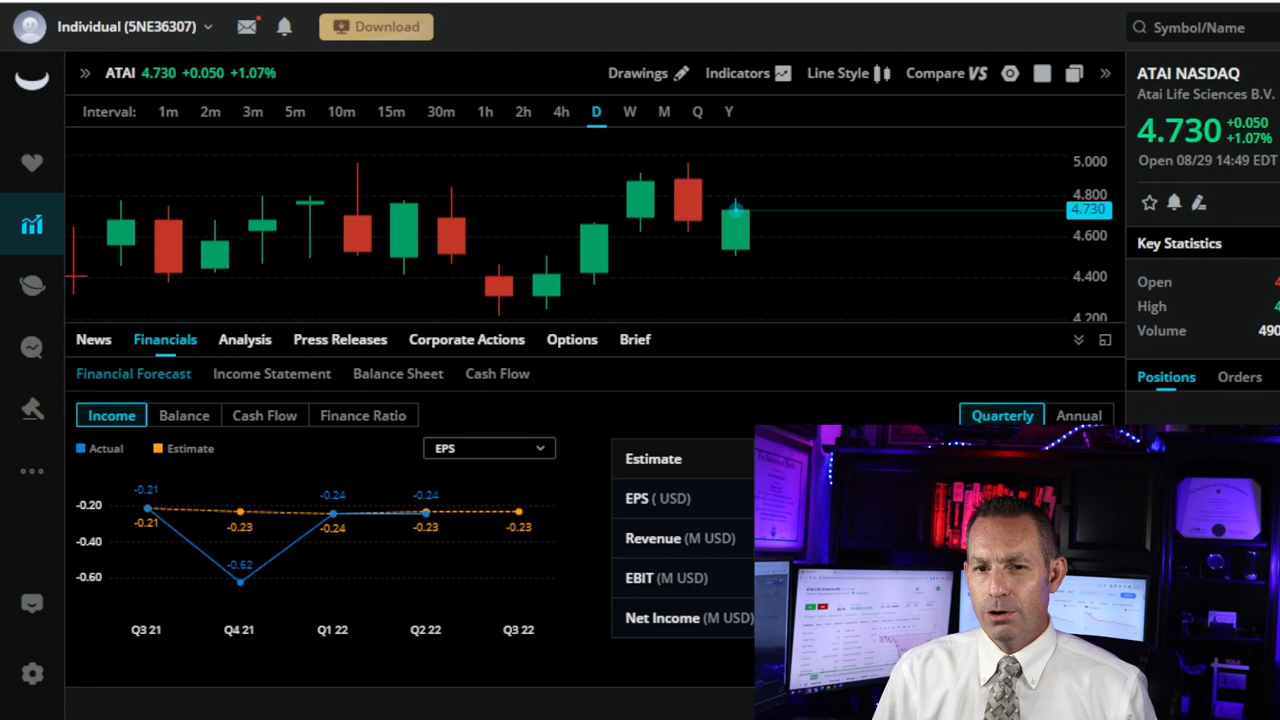 Individual (5NE36307)
Download
Symbol/Name
ATAI 4.730 +0.050 +1.07%
Drawings
Indicators
Line Style
Compare VS
Interval: 1m 2m 3m 5m 10m 15m 30m 1h 2h 4h D W M Q Y
5.000
4.800
4.730
4.600
4.400
4.200
ATAI NASDAQ
Atai Life Sciences B.V.
4.730
+0.050
+1.07%
Open 08/29 14:49 EDT
Key Statistics
Open 4
High 4
Volume 490
Positions Orders
News Financials Analysis Press Releases Corporate Actions Options Brief
Financial Forecast Income Statement Balance Sheet Cash Flow
Income Balance Cash Flow Finance Ratio
Quarterly Annual
Actual Estimate
EPS
-0.20
-0.40
-0.60
-0.21 -0.24 -0.24
-0.21 -0.23 -0.24 -0.23 -0.23
-0.62
Q3 21 Q4 21 Q1 22 Q2 22 Q3 22
Estimate
EPS ( USD)
Revenue (M USD)
EBIT (M USD)
Net Income (M USD)